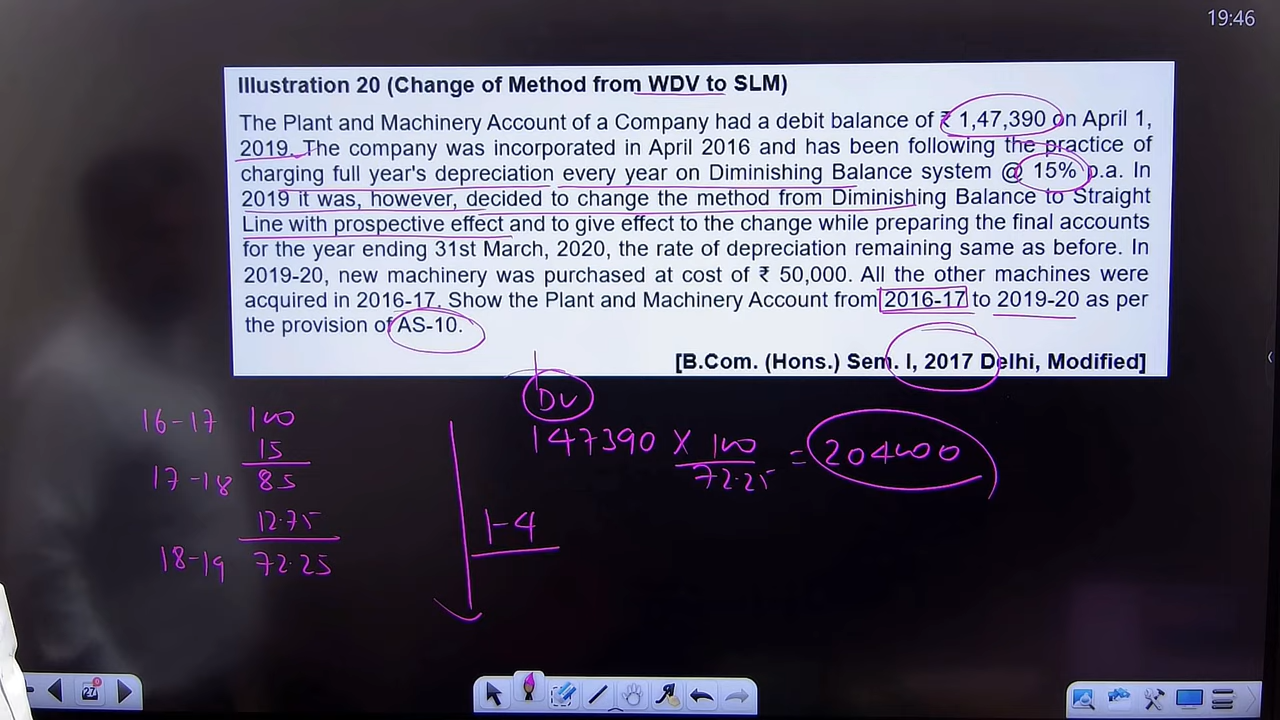 19:46
Illustration 20 (Change of Method from WDV to SLM)
The Plant and Machinery Account of a Company had a debit balance of ₹ 1,47,390 on April 1,
2019. The company was incorporated in April 2016 and has been following the practice of
charging full year's depreciation every year on Diminishing Balance system @ 15% p.a. In
2019 it was, however, decided to change the method from Diminishing Balance to Straight
Line with prospective effect and to give effect to the change while preparing the final accounts
for the year ending 31st March, 2020, the rate of depreciation remaining same as before. In
2019-20, new machinery was purchased at cost of ₹ 50,000. All the other machines were
acquired in 2016-17. Show the Plant and Machinery Account from 2016-17 to 2019-20 as per
the provision of AS-10.
[B.Com. (Hons.) Sem. I, 2017 Delhi, Modified]
16-17 100
15
17-18 85
12.75
18-19 72.25
1-4
DV
147390 X 100 = 204000
72.25
27